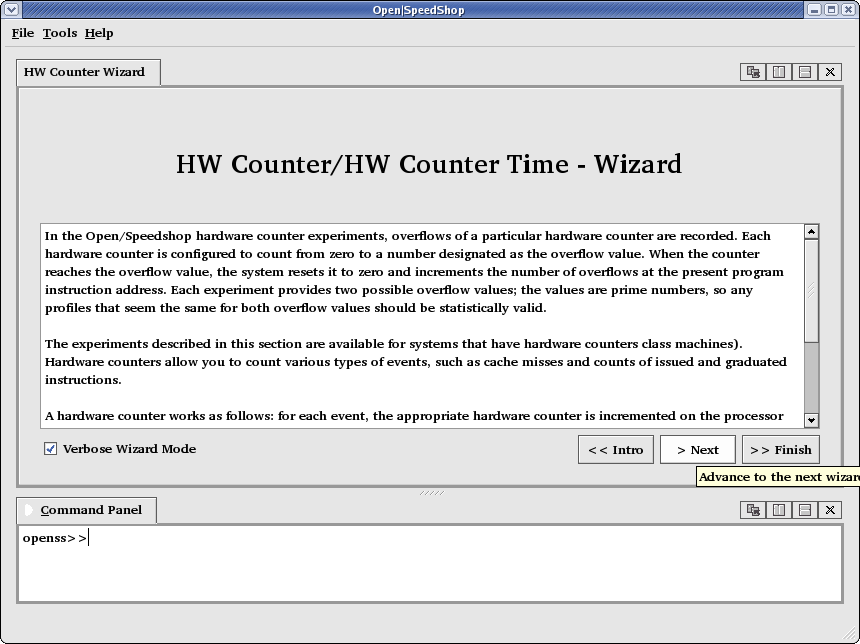 Open|SpeedShop
File Tools Help
HW Counter Wizard
HW Counter/HW Counter Time - Wizard
In the Open/Speedshop hardware counter experiments, overflows of a particular hardware counter are recorded. Each
hardware counter is configured to count from zero to a number designated as the overflow value. When the counter
reaches the overflow value, the system resets it to zero and increments the number of overflows at the present program
instruction address. Each experiment provides two possible overflow values; the values are prime numbers, so any
profiles that seem the same for both overflow values should be statistically valid.
The experiments described in this section are available for systems that have hardware counters class machines).
Hardware counters allow you to count various types of events, such as cache misses and counts of issued and graduated
instructions.
A hardware counter works as follows: for each event, the appropriate hardware counter is incremented on the processor
Verbose Wizard Mode
<< Intro
> Next
>> Finish
Advance to the next wizar
Command Panel
openss>>